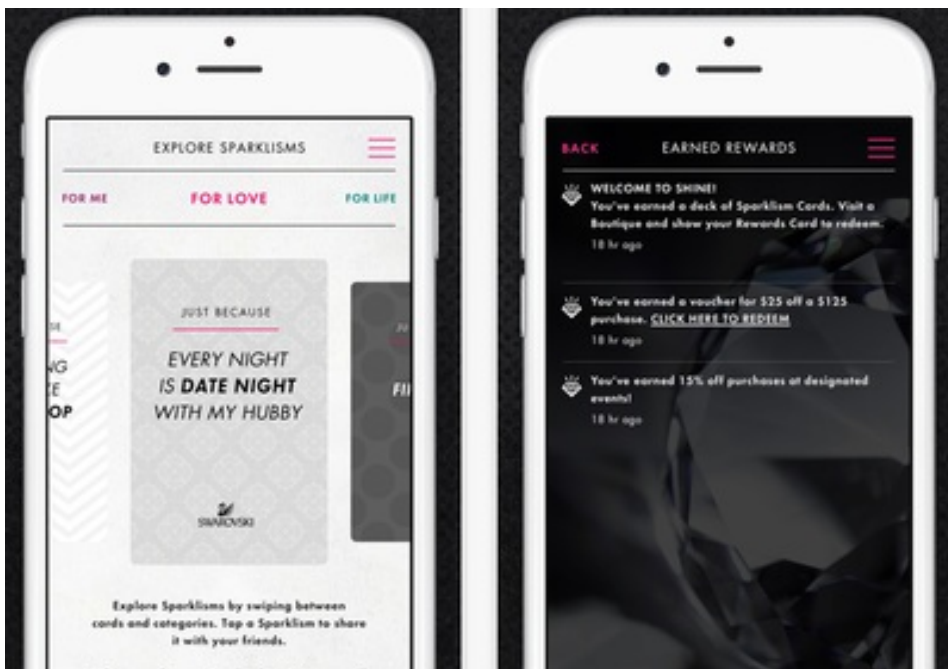 EXPLORE SPARKLISMS
FOR ME
FOR LOVE
FOR LIFE
JUST BECAUSE
EVERY NIGHT
IS DATE NIGHT
WITH MY HUBBY
SWAROVSKI
OP
Explore Sparklisms by swiping between
cards and categories. Tap a Sparklism to share
it with your friends.
BACK
EARNED REWARDS
WELCOME TO SHINE!
You've earned a deck of Sparklism Cards. Visit a
Boutique and show your Rewards Card to redeem.
18 hr ago
You've earned a voucher for $25 off a $125
purchase. CLICK HERE TO REDEEM
18 hr ago
You've earned 15% off purchases at designated
events!
18 hr ago